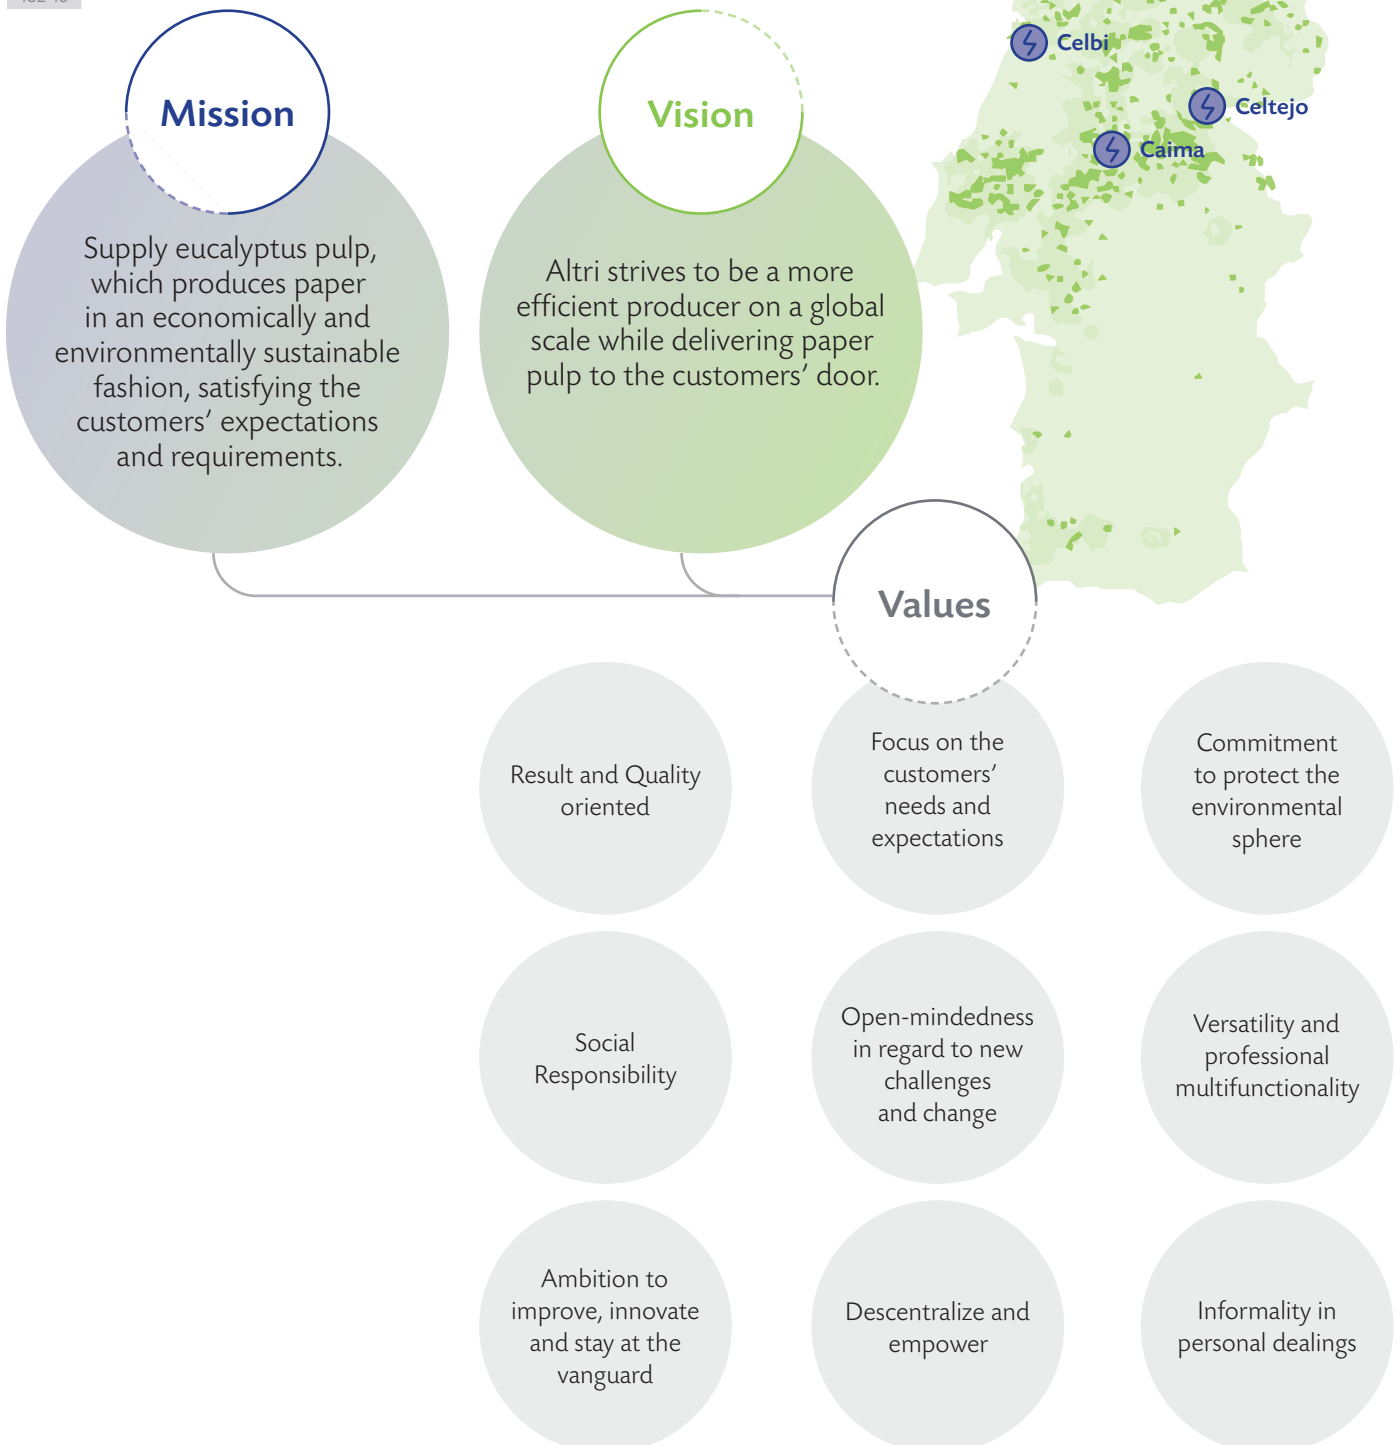 Mission
Supply eucalyptus pulp,
which produces paper
in an economically and
environmentally sustainable
fashion, satisfying the
customers’ expectations
and requirements.
Vision
Altri strives to be a more
efficient producer on a global
scale while delivering paper
pulp to the customers’ door.
Celbi
Celtejo
Caima
Values
Result and Quality
oriented
Focus on the
customers’
needs and
expectations
Commitment
to protect the
environmental
sphere
Social
Responsibility
Open-mindedness
in regard to new
challenges
and change
Versatility and
professional
multifunctionality
Ambition to
improve, innovate
and stay at the
vanguard
Descentralize and
empower
Informality in
personal dealings